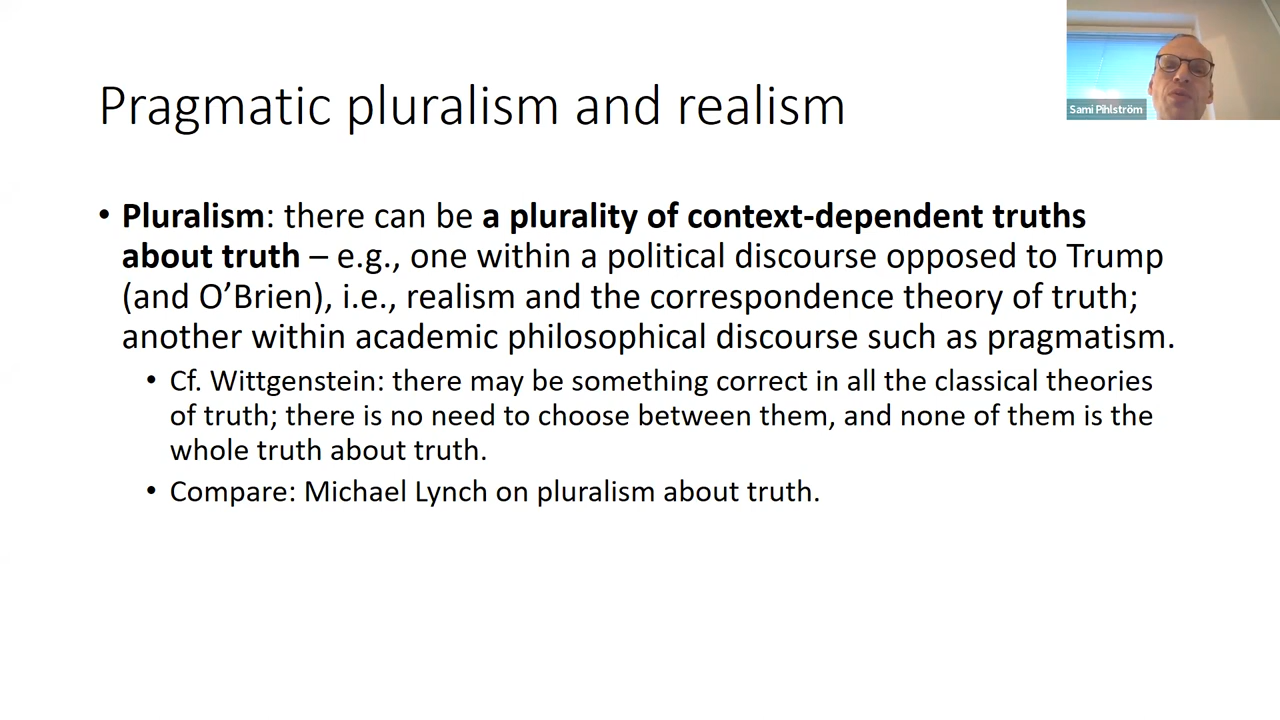 Pragmatic pluralism and realism
Sami Pihlström
• Pluralism: there can be a plurality of context-dependent truths
about truth – e.g., one within a political discourse opposed to Trump
(and O’Brien), i.e., realism and the correspondence theory of truth;
another within academic philosophical discourse such as pragmatism.
• Cf. Wittgenstein: there may be something correct in all the classical theories
of truth; there is no need to choose between them, and none of them is the
whole truth about truth.
• Compare: Michael Lynch on pluralism about truth.